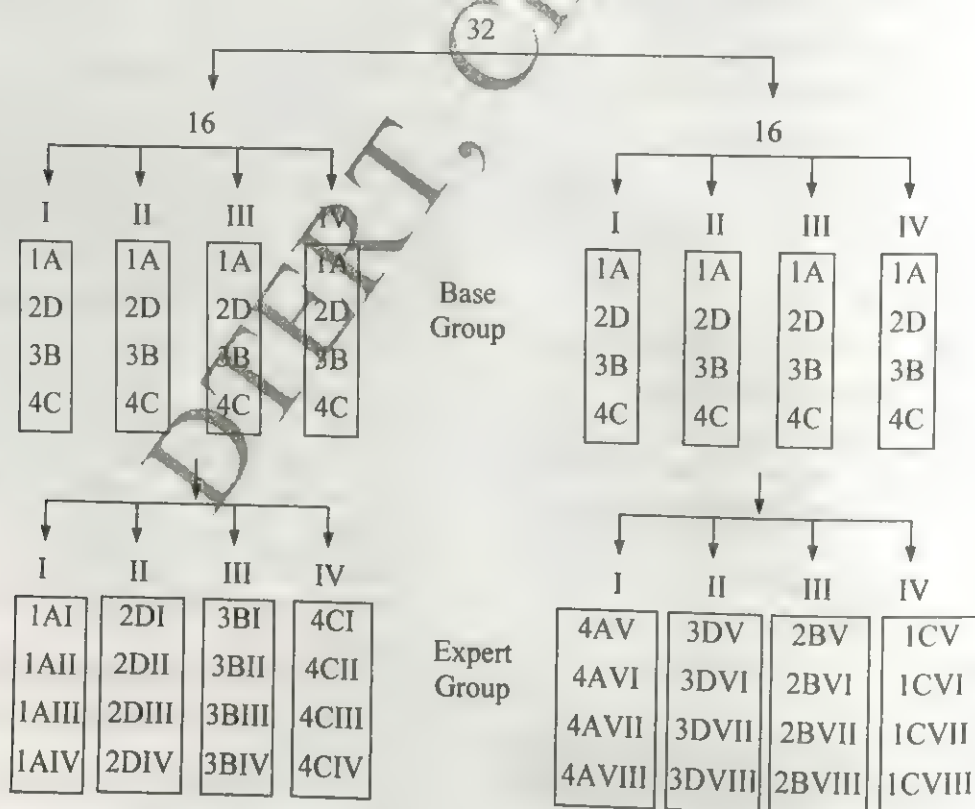 32
16 16
I II III IV I II III IV
1A 1A 1A 1A 1A 1A 1A 1A
2D 2D 2D 2D 2D 2D 2D 2D
3B 3B 3B 3B 3B 3B 3B 3B
4C 4C 4C 4C 4C 4C 4C 4C
Base
Group
I II III IV I II III IV
1AI 2DI 3BI 4CI 4AV 3DV 2BV 1CV
1AII 2DII 3BII 4CII 4AVI 3DVI 2BVI 1CVI
1AIII 2DIII 3BIII 4CIII 4AVII 3DVII 2BVII 1CVII
1AIV 2DIV 3BIV 4CIV 4AVIII 3DVIII 2BVIII 1CVIII
Expert
Group
DTERT,